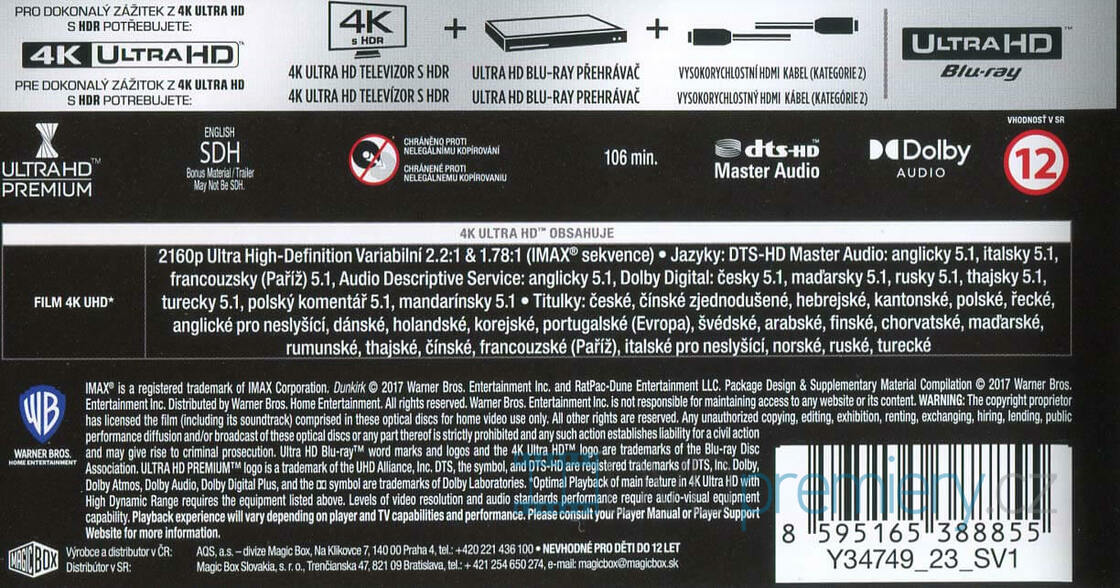 PRO DOKONALÝ ZÁŽITEK Z 4K ULTRA HD
S HDR POTŘEBUJETE:
4K ULTRA HD™
PRE DOKONALÝ ZÁŽITOK Z 4K ULTRA HD
S HDR POTREBUJETE:
4K
S HDR
+
+
4K ULTRA HD TELEVIZOR S HDR
ULTRA HD BLU-RAY PŘEHRÁVAČ
VYSOKORYCHLOSTNÍ HDMI KABEL (KATEGORIE 2)
4K ULTRA HD TELEVÍZOR S HDR
ULTRA HD BLU-RAY PREHRÁVAČ
VYSOKORÝCHLOSTNÝ HDMI KÁBEL (KATEGÓRIE 2)
ULTRA HD™
Blu-ray
ULTRA HD™
PREMIUM
ENGLISH
SDH
Bonus Material/Trailer
May Not Be SDH.
CHRÁNĚNO PROTI
NELEGÁLNÍMU KOPÍROVÁNÍ
CHRÁNENÉ PROTI
NELEGÁLNEMU KOPÍROVANIU
106 min.
dts-HD™
Master Audio
Dolby
AUDIO
VHODNOSŤ V SR
12
4K ULTRA HD™ OBSAHUJE
FILM 4K UHD*
2160p Ultra High-Definition Variabilní 2.2:1 & 1.78:1 (IMAX® sekvence) • Jazyky: DTS-HD Master Audio: anglicky 5.1, italsky 5.1,
francouzsky (Paříž) 5.1, Audio Descriptive Service: anglicky 5.1, Dolby Digital: český 5.1, maďarsky 5.1, rusky 5.1, thajsky 5.1,
turecky 5.1, polský komentář 5.1, mandarínsky 5.1 • Titulky: české, čínské zjednodušené, hebrejské, kantonské, polské, řecké,
anglické pro neslyšící, dánské, holandské, korejské, portugalské (Evropa), švédské, arabské, finské, chorvatské, maďarské,
rumunské, thajské, čínské, francouzské (Paříž), italské pro neslyšící, norské, ruské, turecké
WB
WARNER BROS.
HOME ENTERTAINMENT
IMAX® is a registered trademark of IMAX Corporation. Dunkirk © 2017 Warner Bros. Entertainment Inc. and RatPac-Dune Entertainment LLC. Package Design & Supplementary Material Compilation © 2017 Warner Bros.
Entertainment Inc. Distributed by Warner Bros. Home Entertainment. All rights reserved. Warner Bros. Entertainment Inc. is not responsible for maintaining access to any website or its content. WARNING: The copyright proprietor
has licensed the film (including its soundtrack) comprised in these optical discs for home video use only. All other rights are reserved. Any unauthorized copying, editing, exhibition, renting, exchanging, hiring, lending, public
performance diffusion and/or broadcast of these optical discs or any part thereof is strictly prohibited and any such action establishes liability for a civil action
and may give rise to criminal prosecution. Ultra HD Blu-ray™ word marks and logos and the 4K Ultra HD™ logo are trademarks of the Blu-ray Disc
Association. ULTRA HD PREMIUM™ logo is a trademark of the UHD Alliance, Inc. DTS, the symbol, and DTS-HD are registered trademarks of DTS, Inc. Dolby,
Dolby Atmos, Dolby Audio, Dolby Digital Plus, and the symbol are trademark of Dolby Laboratories. *Optimal Playback of main feature in 4K Ultra HD with
High Dynamic Range requires the equipment listed above. Levels of video resolution and audio standards performance require audio-visual equipment
capability. Playback experience will vary depending on player and TV capabilities and performance. Please consult your Player Manual or Player Support
Website for more information.
premiery.cz
8 595165 388855
Y34749_23_SV1
MAGICBOX
Výrobce a distributor v ČR:
AQS, a.s. – divize Magic Box, Na Klikovce 7, 140 00 Praha 4, tel.: +420 221 436 100 • NEVHODNÉ PRO DĚTI DO 12 LET
Distribútor v SR:
Magic Box Slovakia, s. r. o., Trenčianska 47, 821 09 Bratislava, tel.: + 421 254 650 274, e-mail: magicbox@magicbox.sk